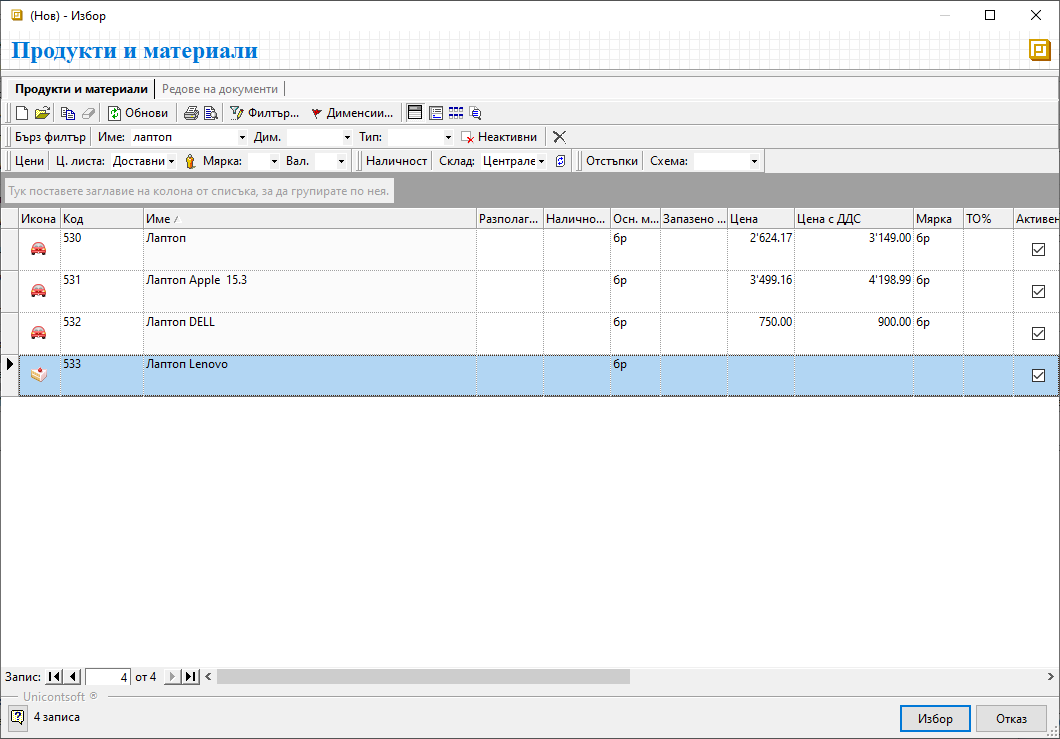 (Нов) - Избор
Продукти и материали
Продукти и материали Редове на документи
Обнови Филтър... Дименсии...
Бърз филтър Име: лаптоп Дим. Тип: Неактивни
Цени Ц. листа: Доставни Мярка: Вал. Наличност Склад: Централе Отстъпки Схема:
Тук поставете заглавие на колона от списъка, за да групирате по нея.
Икона Код Име Разполаг... Налично... Осн. м... Запазено ... Цена Цена с ДДС Мярка ТО% Активен
530 Лаптоп бр 2'624.17 3'149.00 бр
531 Лаптоп Apple 15.3 бр 3'499.16 4'198.99 бр
532 Лаптоп DELL бр 750.00 900.00 бр
533 Лаптоп Lenovo бр
Запис: 4 от 4
Unicontsoft ®
4 записа
Избор Отказ